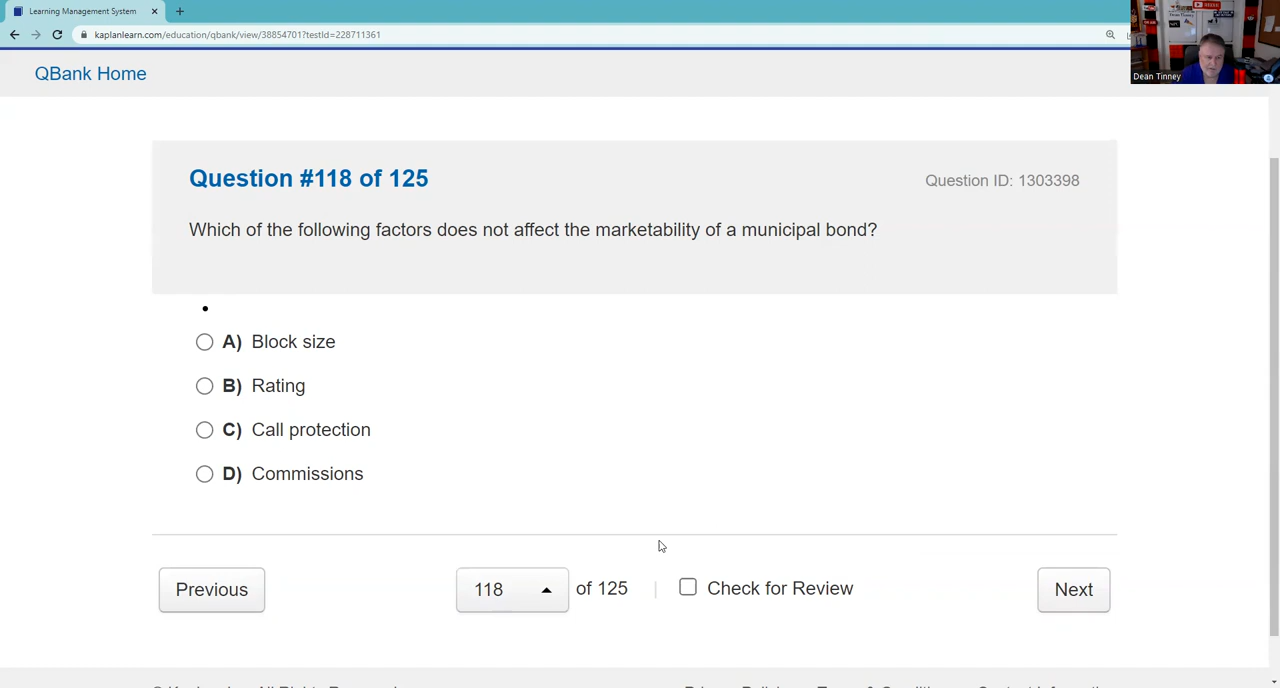 Learning Management System
kaplanlearn.com/education/qbank/view/38854701?testId=228711361
Dean Tinney
QBank Home
Question #118 of 125
Question ID: 1303398
Which of the following factors does not affect the marketability of a municipal bond?
A) Block size
B) Rating
C) Call protection
D) Commissions
Previous
118 of 125
Check for Review
Next